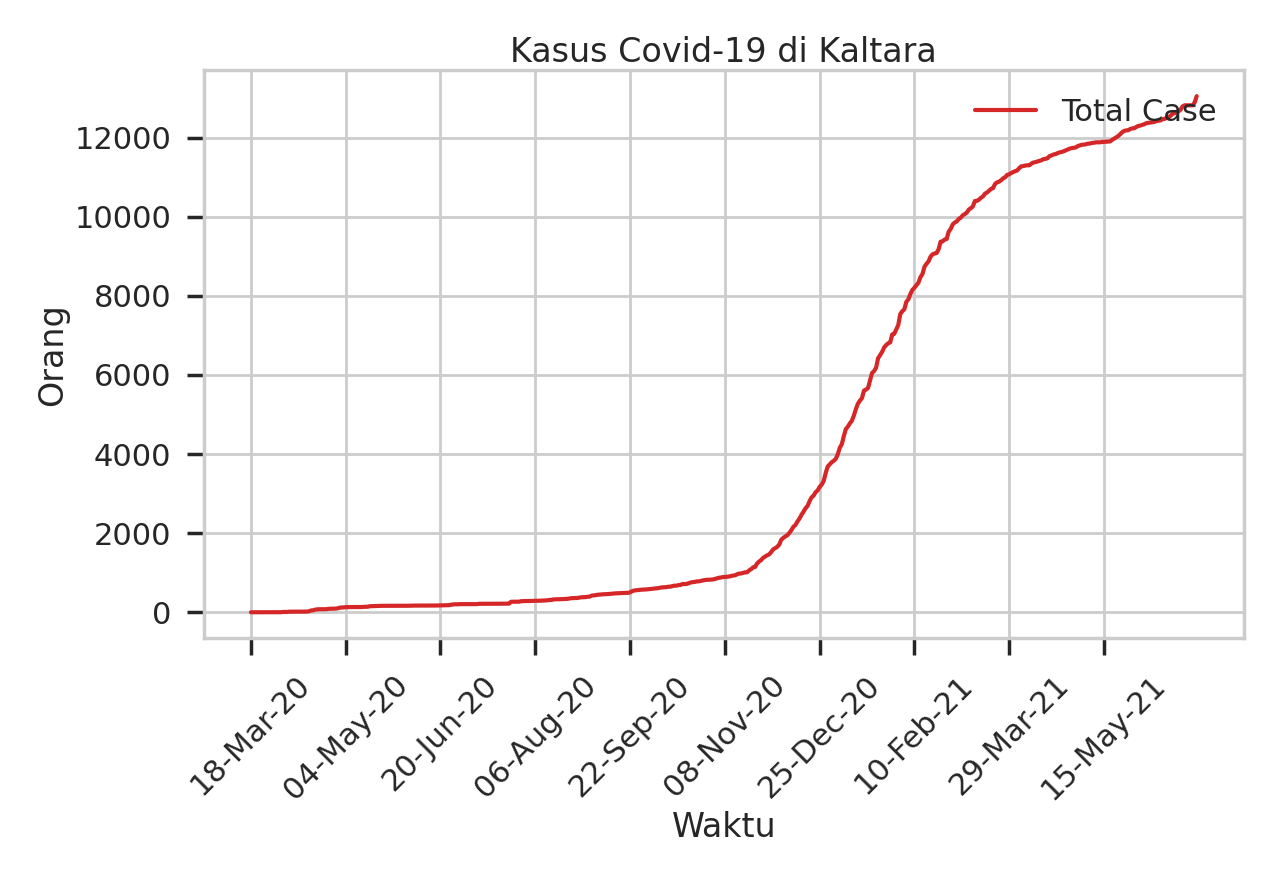 Kasus Covid-19 di Kaltara
Total Case
12000
10000
8000
6000
4000
2000
0
Orang
18-Mar-20
04-May-20
20-Jun-20
06-Aug-20
22-Sep-20
08-Nov-20
25-Dec-20
10-Feb-21
29-Mar-21
15-May-21
Waktu